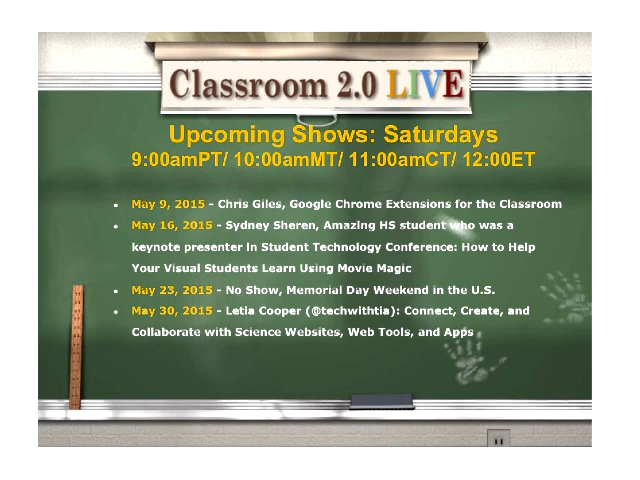 Classroom 2.0 LIVE
Upcoming Shows: Saturdays
9:00amPT/ 10:00amMT/ 11:00amCT/ 12:00ET
• May 9, 2015 - Chris Giles, Google Chrome Extensions for the Classroom
• May 16, 2015 - Sydney Sheren, Amazing HS student who was a
keynote presenter in Student Technology Conference: How to Help
Your Visual Students Learn Using Movie Magic
• May 23, 2015 - No Show, Memorial Day Weekend in the U.S.
• May 30, 2015 - Letia Cooper (@techwithtia): Connect, Create, and
Collaborate with Science Websites, Web Tools, and Apps